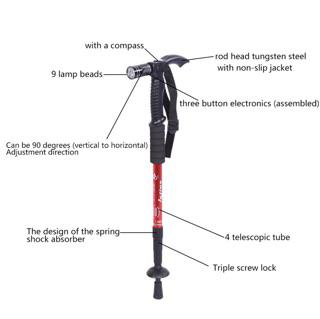 with a compass
rod head tungsten steel
with non-slip jacket
9 lamp beads
three button electronics (assembled)
Can be 90 degrees (vertical to horizontal)
Adjustment direction
The design of the spring
shock absorber
4 telescopic tube
Triple screw lock